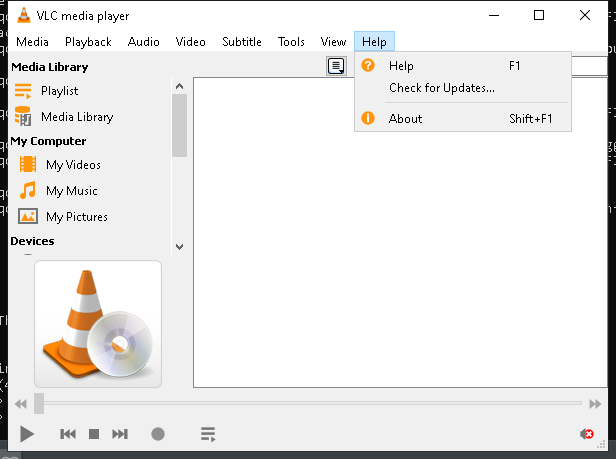 VLC media player
Media Playback Audio Video Subtitle Tools View Help
Media Library
Playlist
Media Library
My Computer
My Videos
My Music
My Pictures
Devices
Help F1
Check for Updates...
About Shift+F1